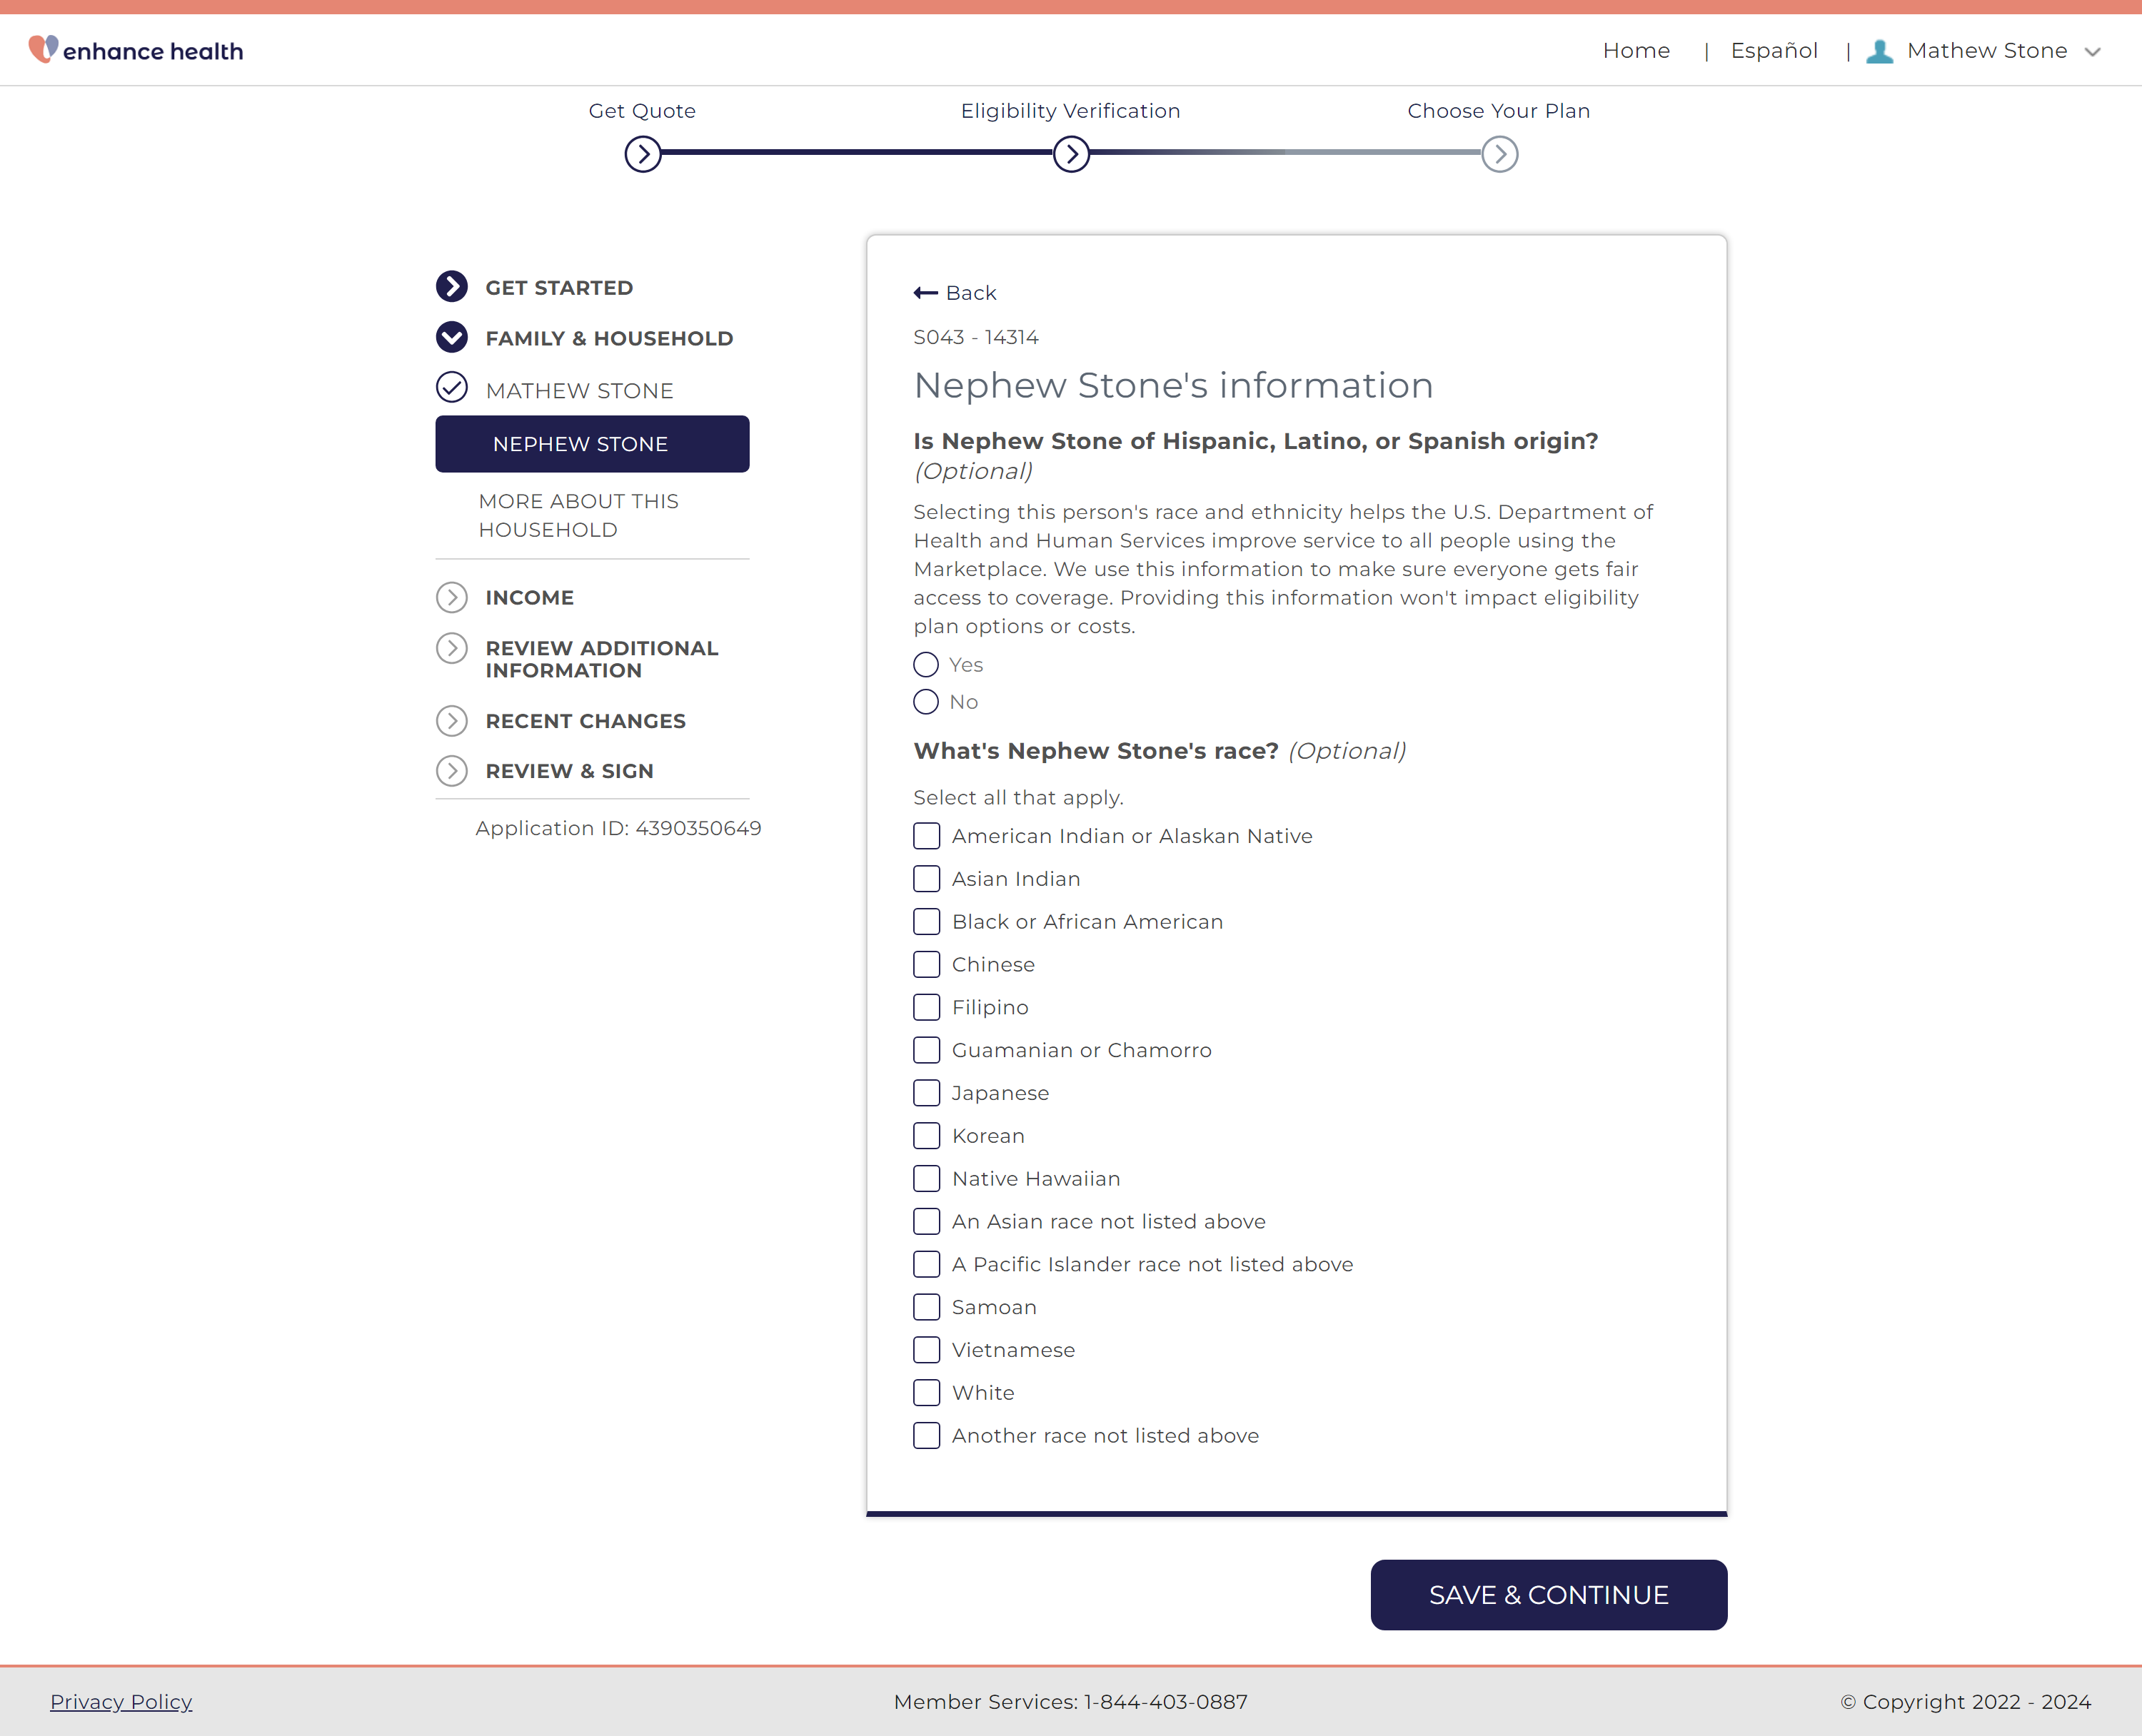 enhance health
Home | Español | Mathew Stone
Get Quote
Eligibility Verification
Choose Your Plan
GET STARTED
FAMILY & HOUSEHOLD
MATHEW STONE
NEPHEW STONE
MORE ABOUT THIS
HOUSEHOLD
INCOME
REVIEW ADDITIONAL
INFORMATION
RECENT CHANGES
REVIEW & SIGN
Application ID: 4390350649
Back
S043 - 14314
Nephew Stone's information
Is Nephew Stone of Hispanic, Latino, or Spanish origin?
(Optional)
Selecting this person's race and ethnicity helps the U.S. Department of
Health and Human Services improve service to all people using the
Marketplace. We use this information to make sure everyone gets fair
access to coverage. Providing this information won't impact eligibility
plan options or costs.
Yes
No
What's Nephew Stone's race? (Optional)
Select all that apply.
American Indian or Alaskan Native
Asian Indian
Black or African American
Chinese
Filipino
Guamanian or Chamorro
Japanese
Korean
Native Hawaiian
An Asian race not listed above
A Pacific Islander race not listed above
Samoan
Vietnamese
White
Another race not listed above
SAVE & CONTINUE
Privacy Policy
Member Services: 1-844-403-0887
© Copyright 2022 - 2024